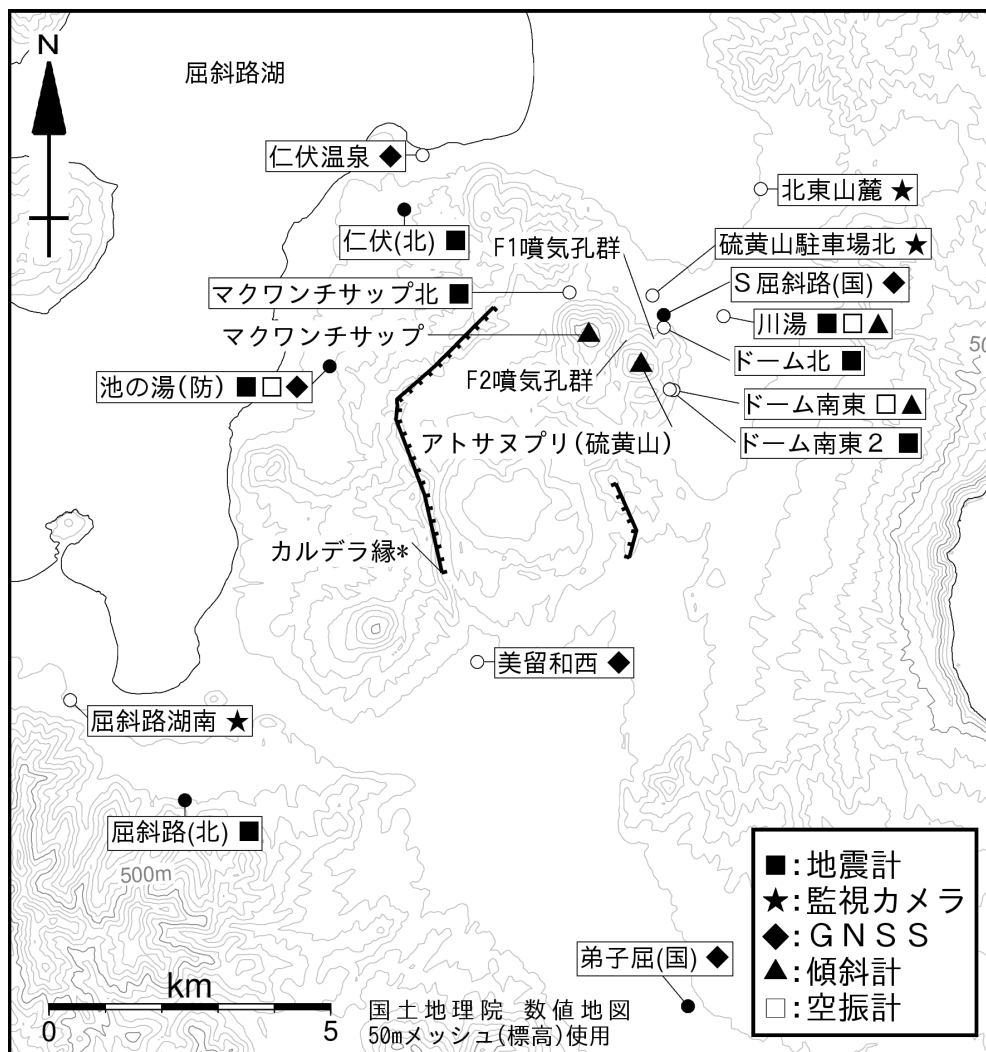 N
屈斜路湖
仁伏温泉 ◆
北東山麓 ★
仁伏(北) ■
F1噴気孔群
硫黄山駐車場北 ★
S屈斜路(国) ◆
マクワンチサップ北 ■
川湯 ■□▲
マクワンチサップ
ドーム北 ■
50
池の湯(防) ■□◆
F2噴気孔群
ドーム南東 □▲
アトサヌプリ(硫黄山)
ドーム南東2 ■
カルデラ縁*
美留和西 ◆
屈斜路湖南 ★
屈斜路(北) ■
500m
■:地震計
★:監視カメラ
◆:GNSS
▲:傾斜計
□:空振計
弟子屈(国) ◆
km
0 5
国土地理院 数値地図
50mメッシュ(標高)使用